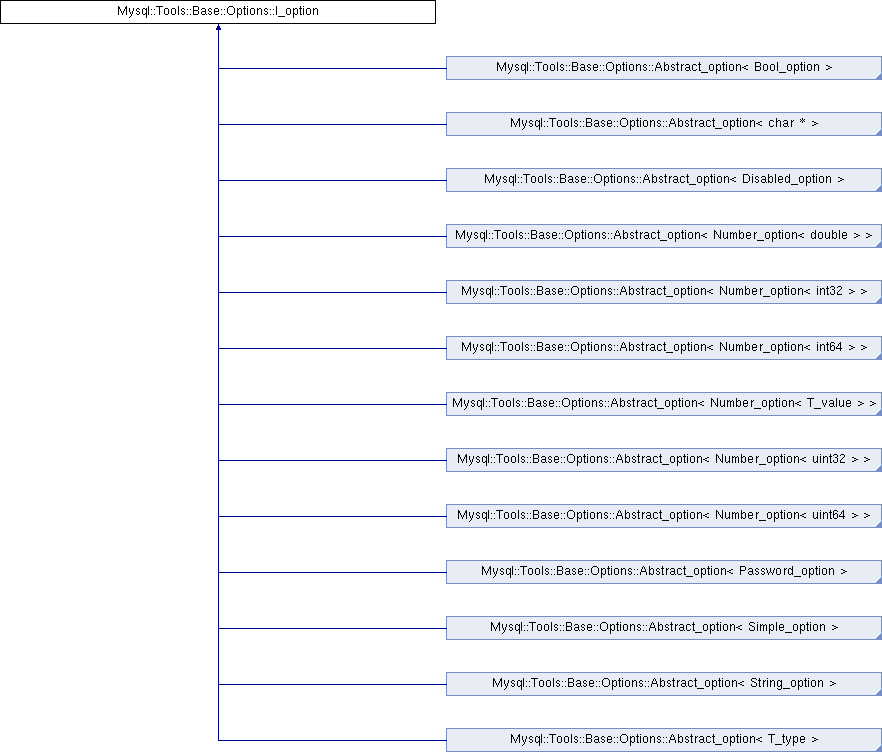 Mysql::Tools::Base::Options::I_option
Mysql::Tools::Base::Options::Abstract_option< Bool_option >
Mysql::Tools::Base::Options::Abstract_option< char * >
Mysql::Tools::Base::Options::Abstract_option< Disabled_option >
Mysql::Tools::Base::Options::Abstract_option< Number_option< double > >
Mysql::Tools::Base::Options::Abstract_option< Number_option< int32 > >
Mysql::Tools::Base::Options::Abstract_option< Number_option< int64 > >
Mysql::Tools::Base::Options::Abstract_option< Number_option< T_value > >
Mysql::Tools::Base::Options::Abstract_option< Number_option< uint32 > >
Mysql::Tools::Base::Options::Abstract_option< Number_option< uint64 > >
Mysql::Tools::Base::Options::Abstract_option< Password_option >
Mysql::Tools::Base::Options::Abstract_option< Simple_option >
Mysql::Tools::Base::Options::Abstract_option< String_option >
Mysql::Tools::Base::Options::Abstract_option< T_type >